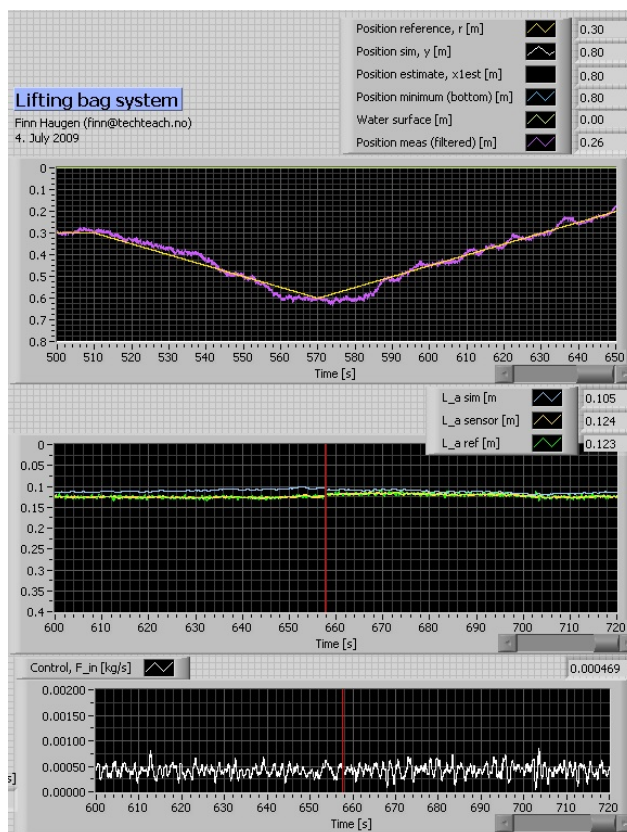 Position reference, r [m] 0.30
Position sim, y [m] 0.80
Position estimate, x1est [m] 0.80
Position minimum (bottom) [m] 0.80
Water surface [m] 0.00
Position meas (filtered) [m] 0.26
Lifting bag system
Finn Haugen (finn@techteach.no)
4. July 2009
0
0.1
0.2
0.3
0.4
0.5
0.6
0.7
0.8
500 510 520 530 540 550 560 570 580 590 600 610 620 630 640 650
Time [s]
L_a sim [m 0.105
L_a sensor [m] 0.124
L_a ref [m] 0.123
0
0.05
0.1
0.15
0.2
0.25
0.3
0.35
0.4
600 610 620 630 640 650 660 670 680 690 700 710 720
Time [s]
Control, F_in [kg/s] 0.000469
0.00200
0.00150
0.00100
0.00050
0.00000
600 610 620 630 640 650 660 670 680 690 700 710 720
Time [s]
s]